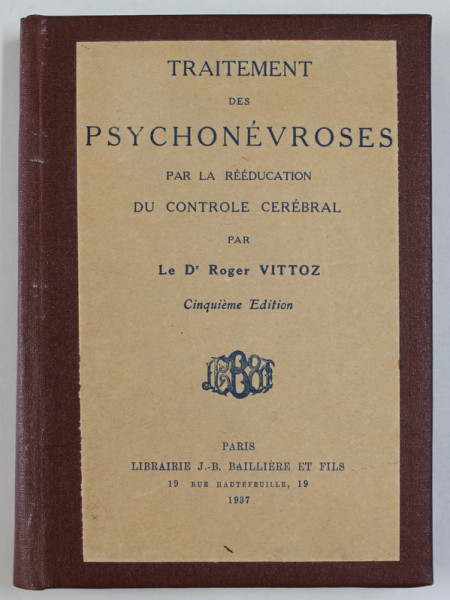 TRAITEMENT
DES
PSYCHONÉVROSES
PAR LA RÉÉDUCATION
DU CONTROLE CERÉBRAL
PAR
Le Dr Roger VITTOZ
Cinquième Edition
PARIS
LIBRAIRIE J.-B. BAILLIÈRE ET FILS
19 RUE HAUTEFEUILLE, 19
1937